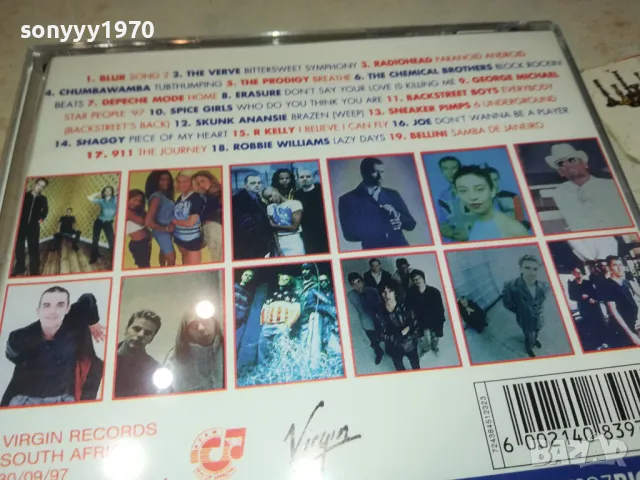 sonyyy1970
1. BLUR SONG 2 2. THE VERVE BITTERSWEET SYMPHONY 3. RADIOHEAD PARANOID ANDROID
4. CHUMBAWAMBA TUBTHUMPING 5. THE PRODIGY BREATHE 6. THE CHEMICAL BROTHERS BLOCK ROCKIN
BEATS 7. DEPECHE MODE HOME 8. ERASURE DON'T SAY YOUR LOVE IS KILLING ME 9. GEORGE MICHAEL
STAR PEOPLE '97 10. SPICE GIRLS WHO DO YOU THINK YOU ARE 11. BACKSTREET BOYS EVERYBODY
(BACKSTREET'S BACK) 12. SKUNK ANANSIE BRAZEN (WEEP) 13. SNEAKER PIMPS 6 UNDERGROUND
14. SHAGGY PIECE OF MY HEART 15. R KELLY I BELIEVE I CAN FLY 16. JOE DON'T WANNA BE A PLAYER
17. 911 THE JOURNEY 18. ROBBIE WILLIAMS LAZY DAYS 19. BELLINI SAMBA DE JANEIRO
VIRGIN RECORDS
SOUTH AFRI
30/09/97
Virgin
7243845512323
6 002140 839
bazar